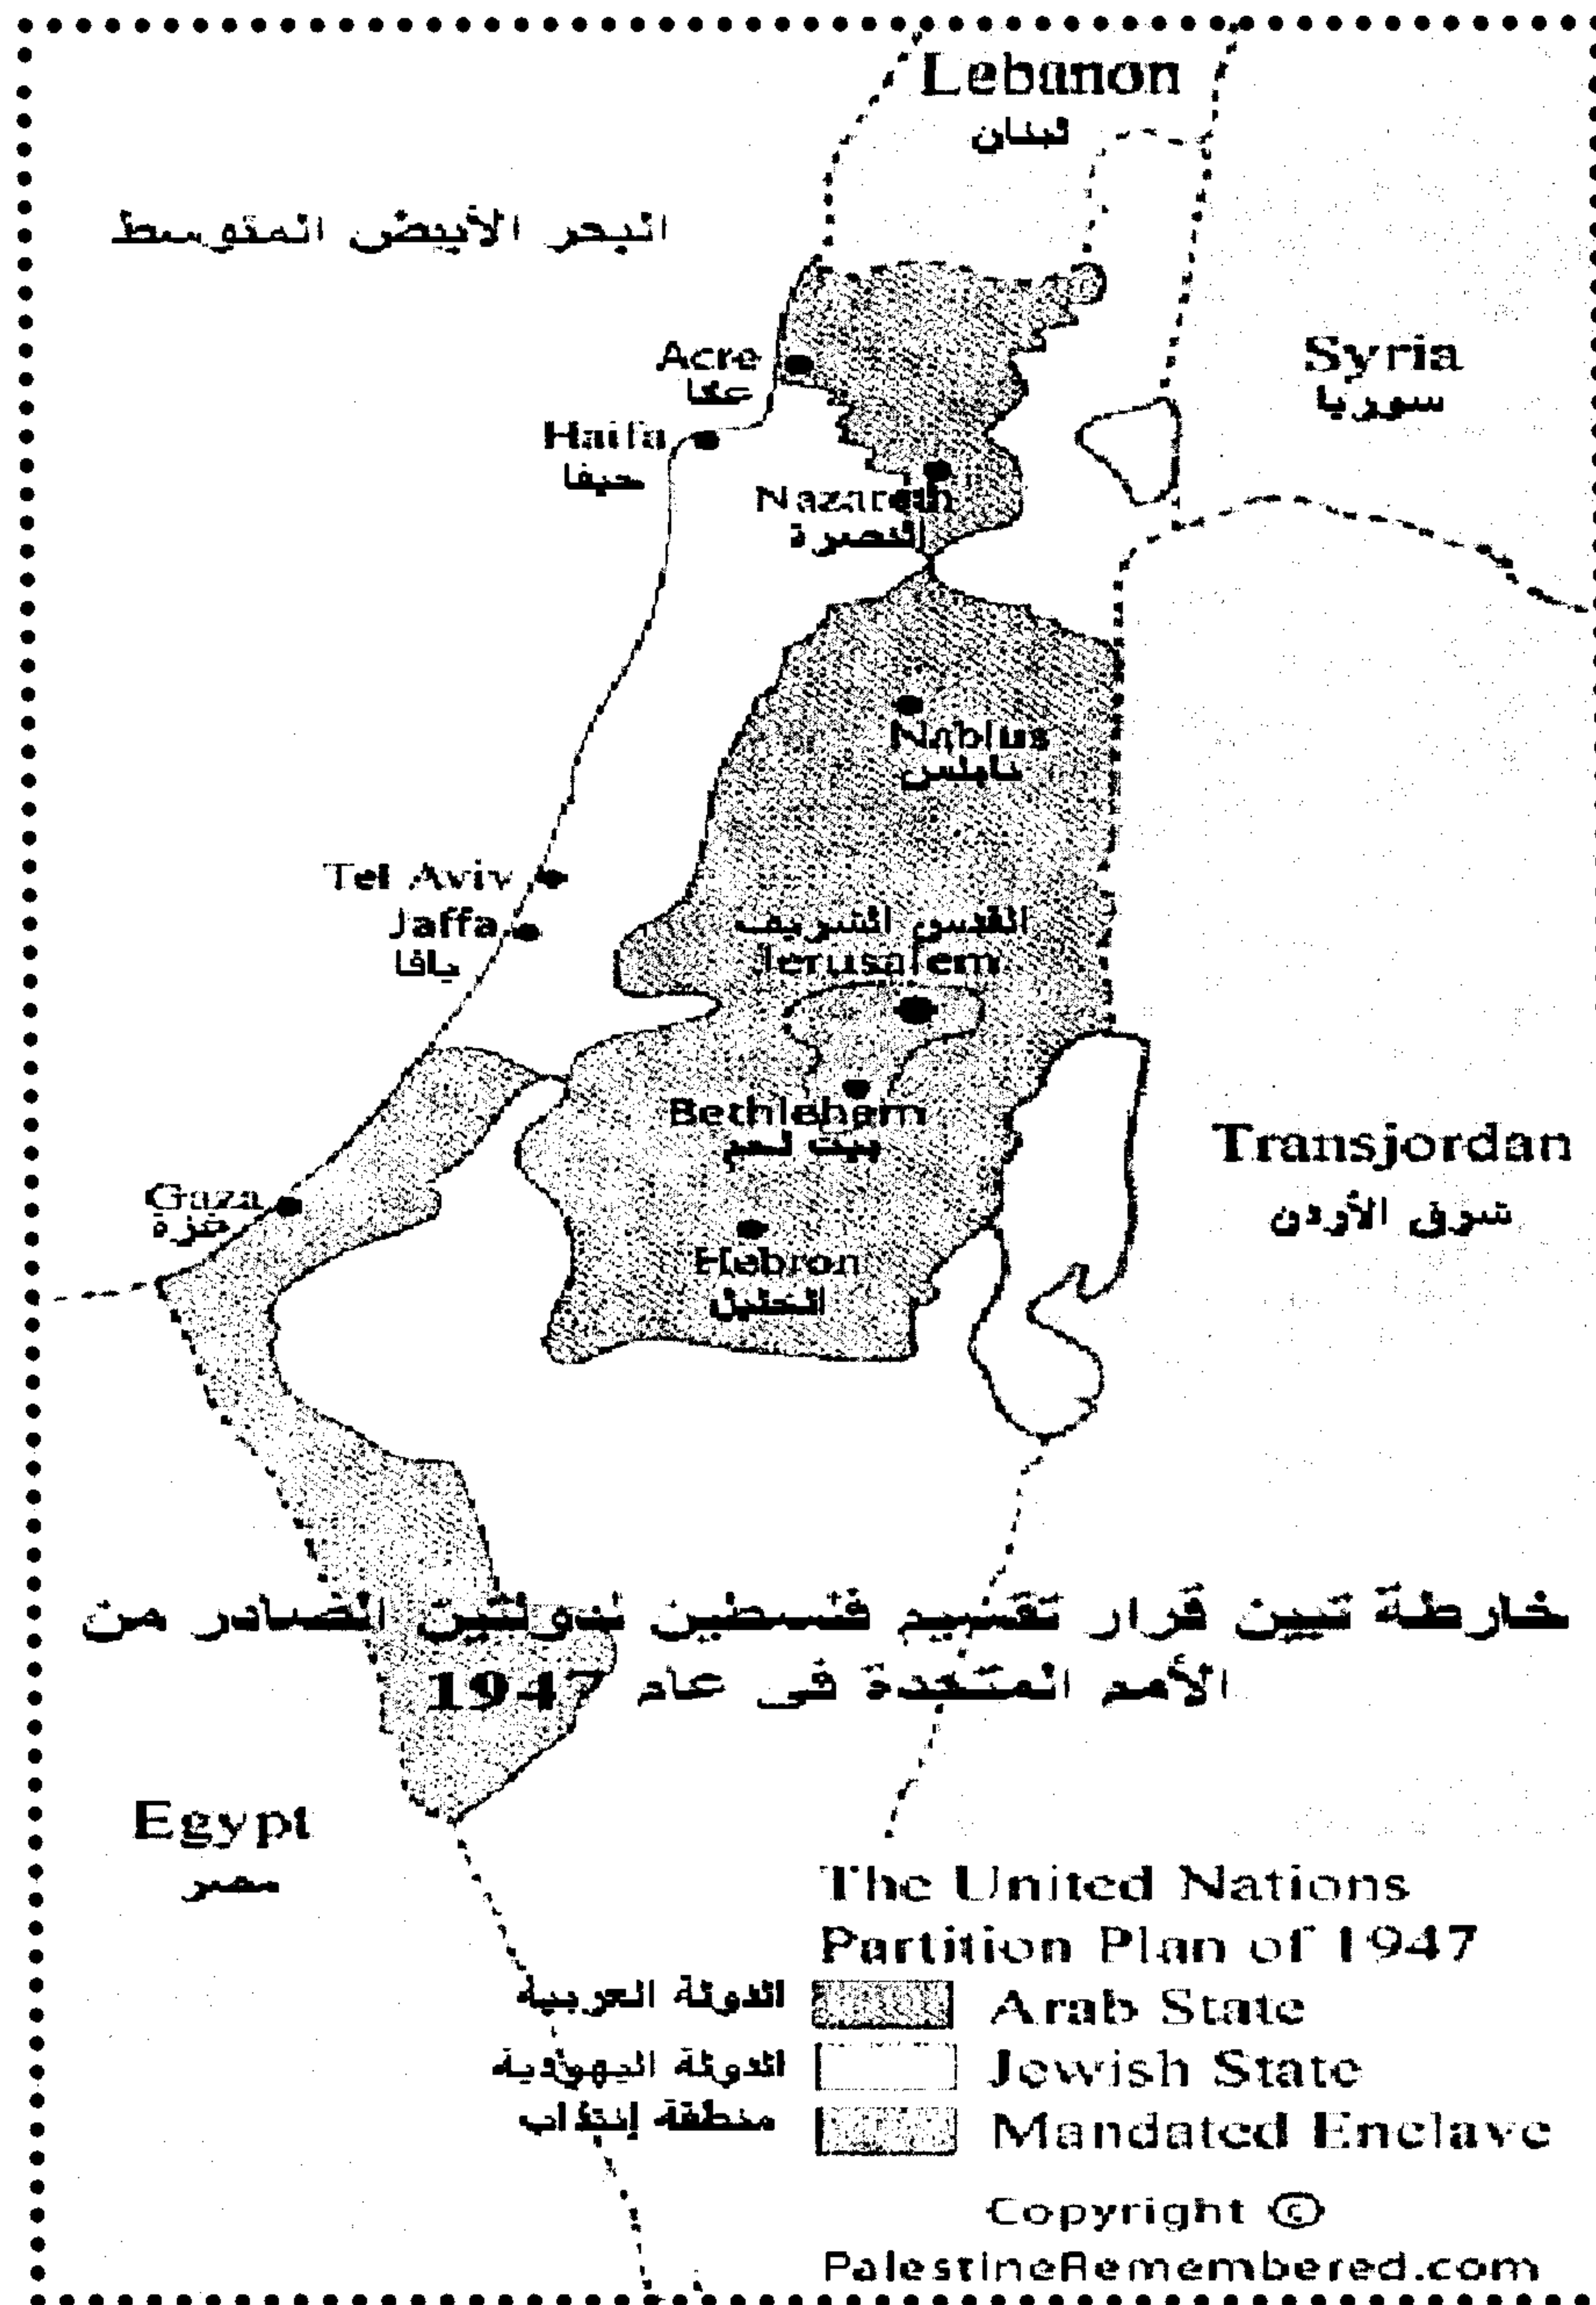 Lebanon
لبنان
البحر الأبيض المتوسط
Syria
سوريا
Acre
عكا
Haifa
حيفا
Nazareth
النصرة
Nablus
نابلس
Tel Aviv
Jaffa
يافا
القدس الشريف
Jerusalem
Bethlehem
بيت لحم
Transjordan
شرق الأردن
Gaza
غزة
Hebron
الخليل
خارطة تبين قرار تقسيم فلسطين لدولتين الصادر من
الأمم المتحدة في عام 1947
Egypt
مصر
The United Nations
Partition Plan of 1947
الدولة العربية Arab State
الدولة اليهودية Jewish State
منطقة إنتداب Mandated Enclave
Copyright ©
PalestineRemembered.com